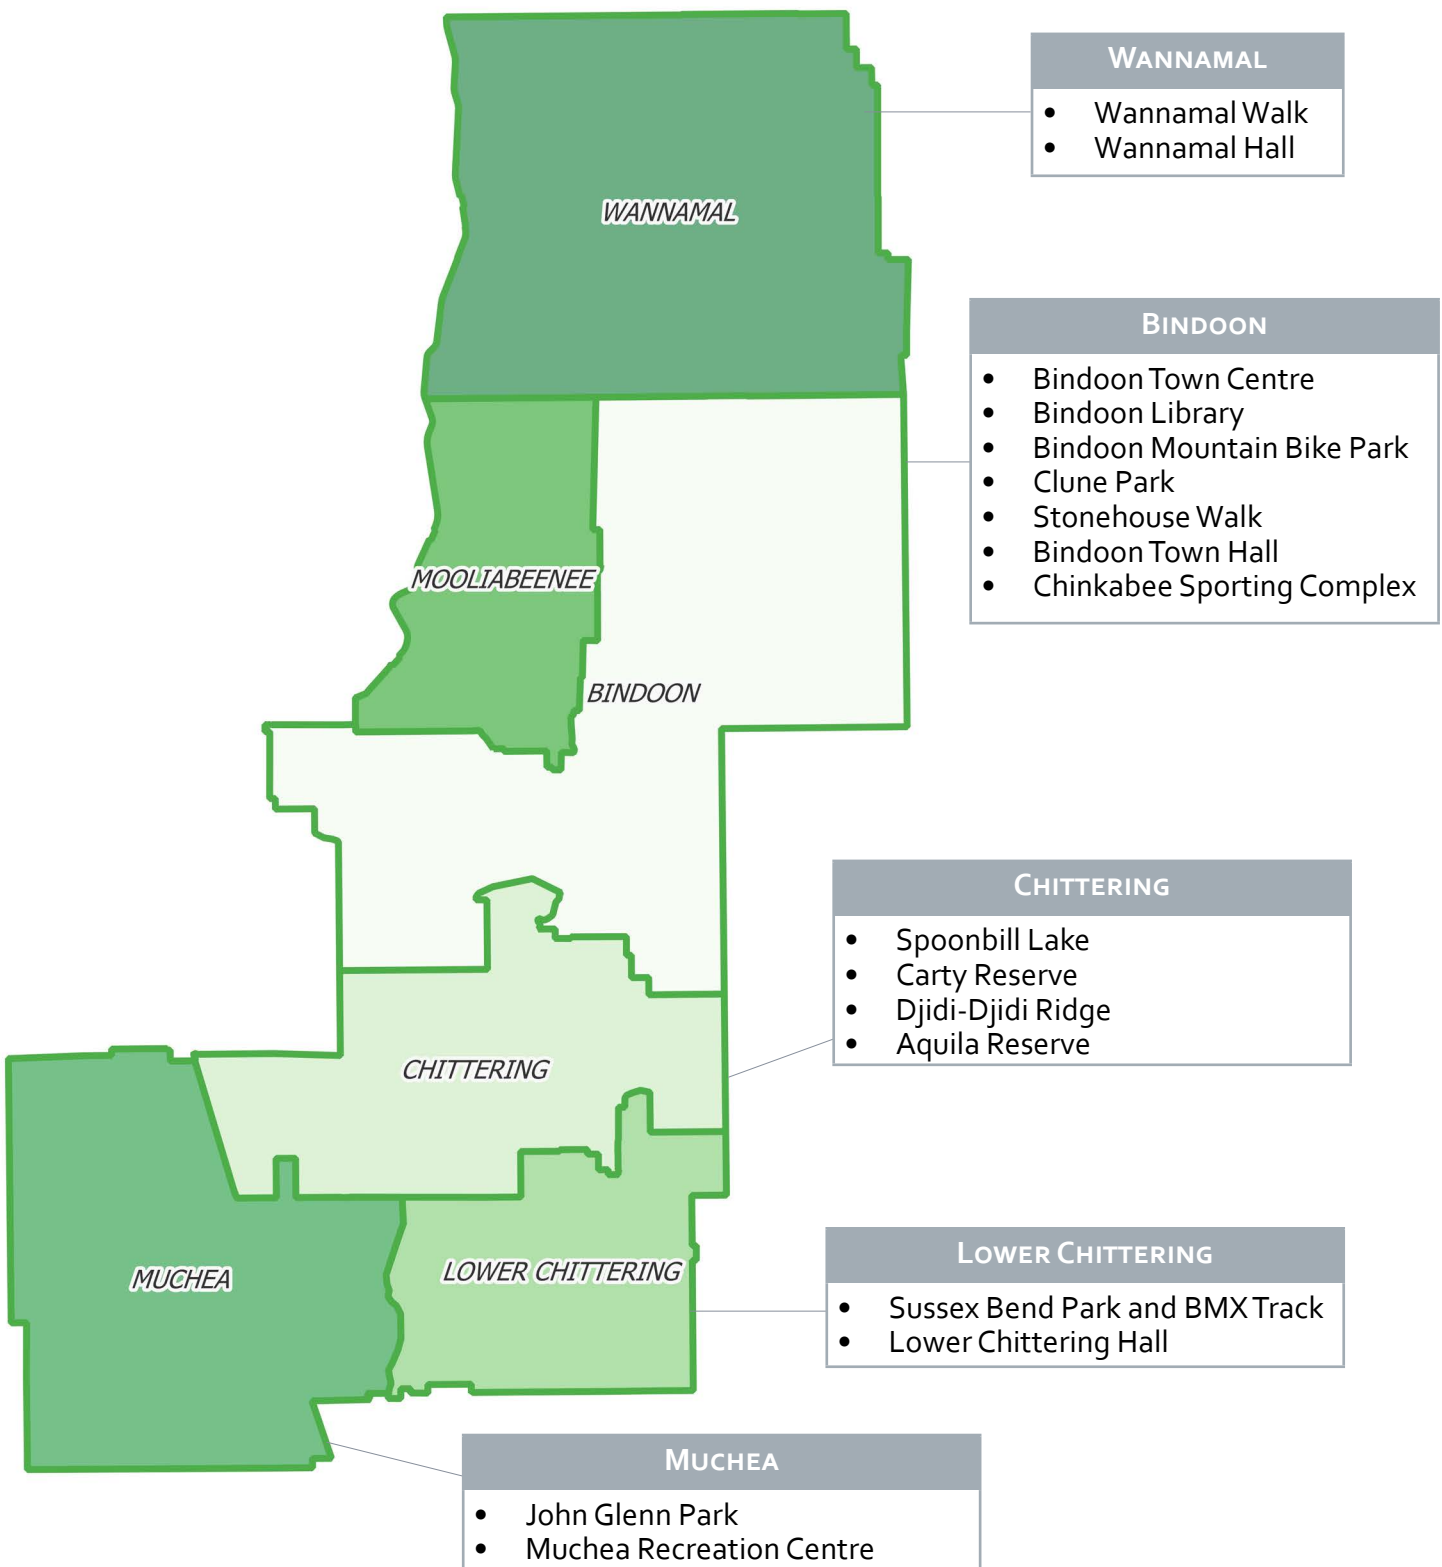 WANNAMAL
• Wannamal Walk
• Wannamal Hall
WANNAMAL
BINDOON
• Bindoon Town Centre
• Bindoon Library
• Bindoon Mountain Bike Park
• Clune Park
• Stonehouse Walk
• Bindoon Town Hall
• Chinkabee Sporting Complex
MOOLIABEENEE
BINDOON
CHITTERING
• Spoonbill Lake
• Carty Reserve
• Djidi-Djidi Ridge
• Aquila Reserve
CHITTERING
LOWER CHITTERING
• Sussex Bend Park and BMX Track
• Lower Chittering Hall
MUCHEA
LOWER CHITTERING
MUCHEA
• John Glenn Park
• Muchea Recreation Centre